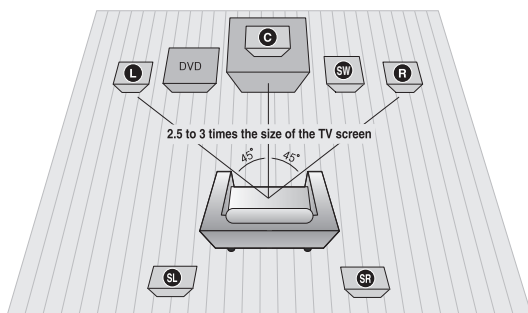 C
L
DVD
SW
R
2.5 to 3 times the size of the TV screen
45°
45°
SL
SR